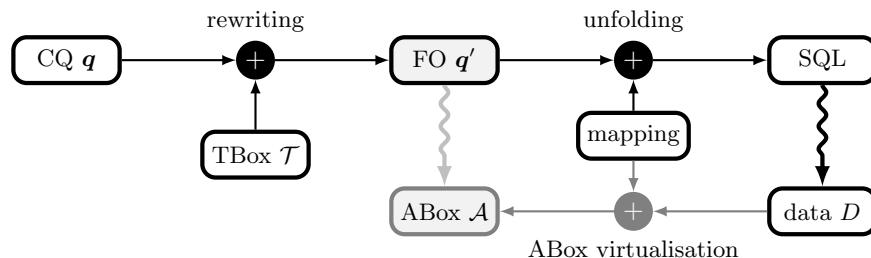 rewriting
unfolding
CQ q
+
FO q′
+
SQL
mapping
TBox 𝒯
ABox 𝒜
+
data D
ABox virtualisation